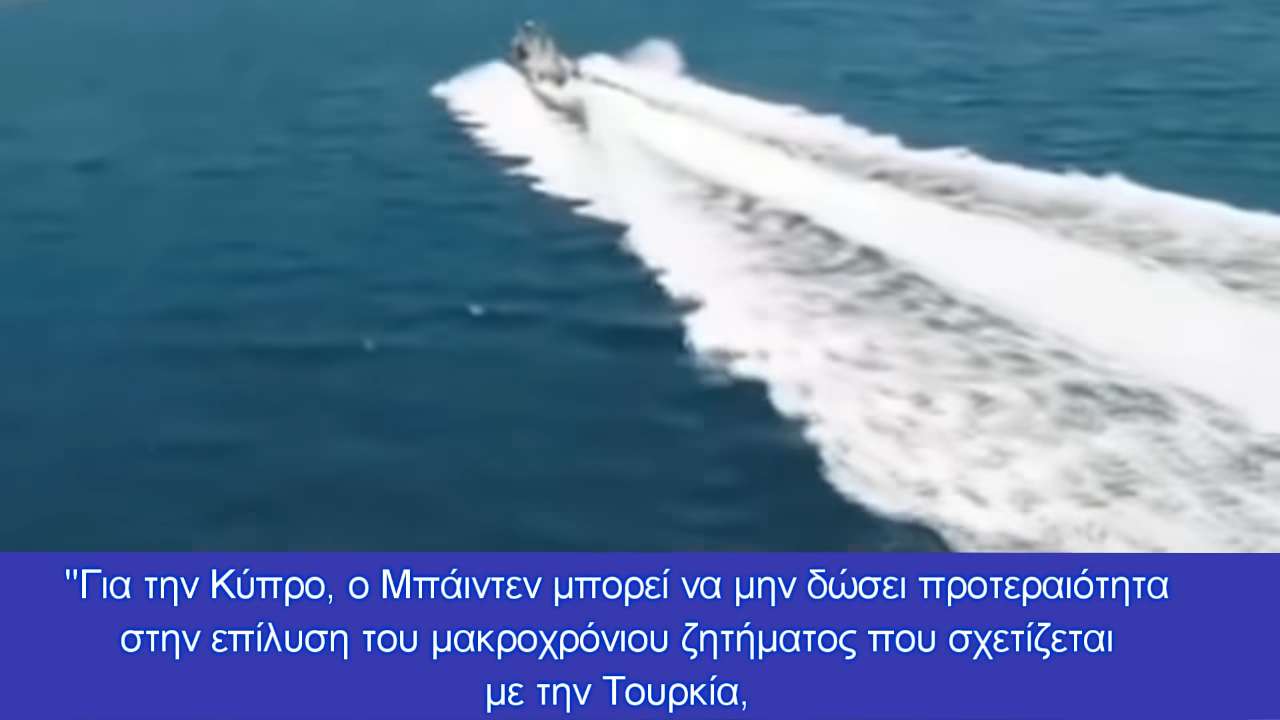 "Για την Κύπρο, ο Μπάιντεν μπορεί να μην δώσει προτεραιότητα
στην επίλυση του μακροχρόνιου ζητήματος που σχετίζεται
με την Τουρκία,